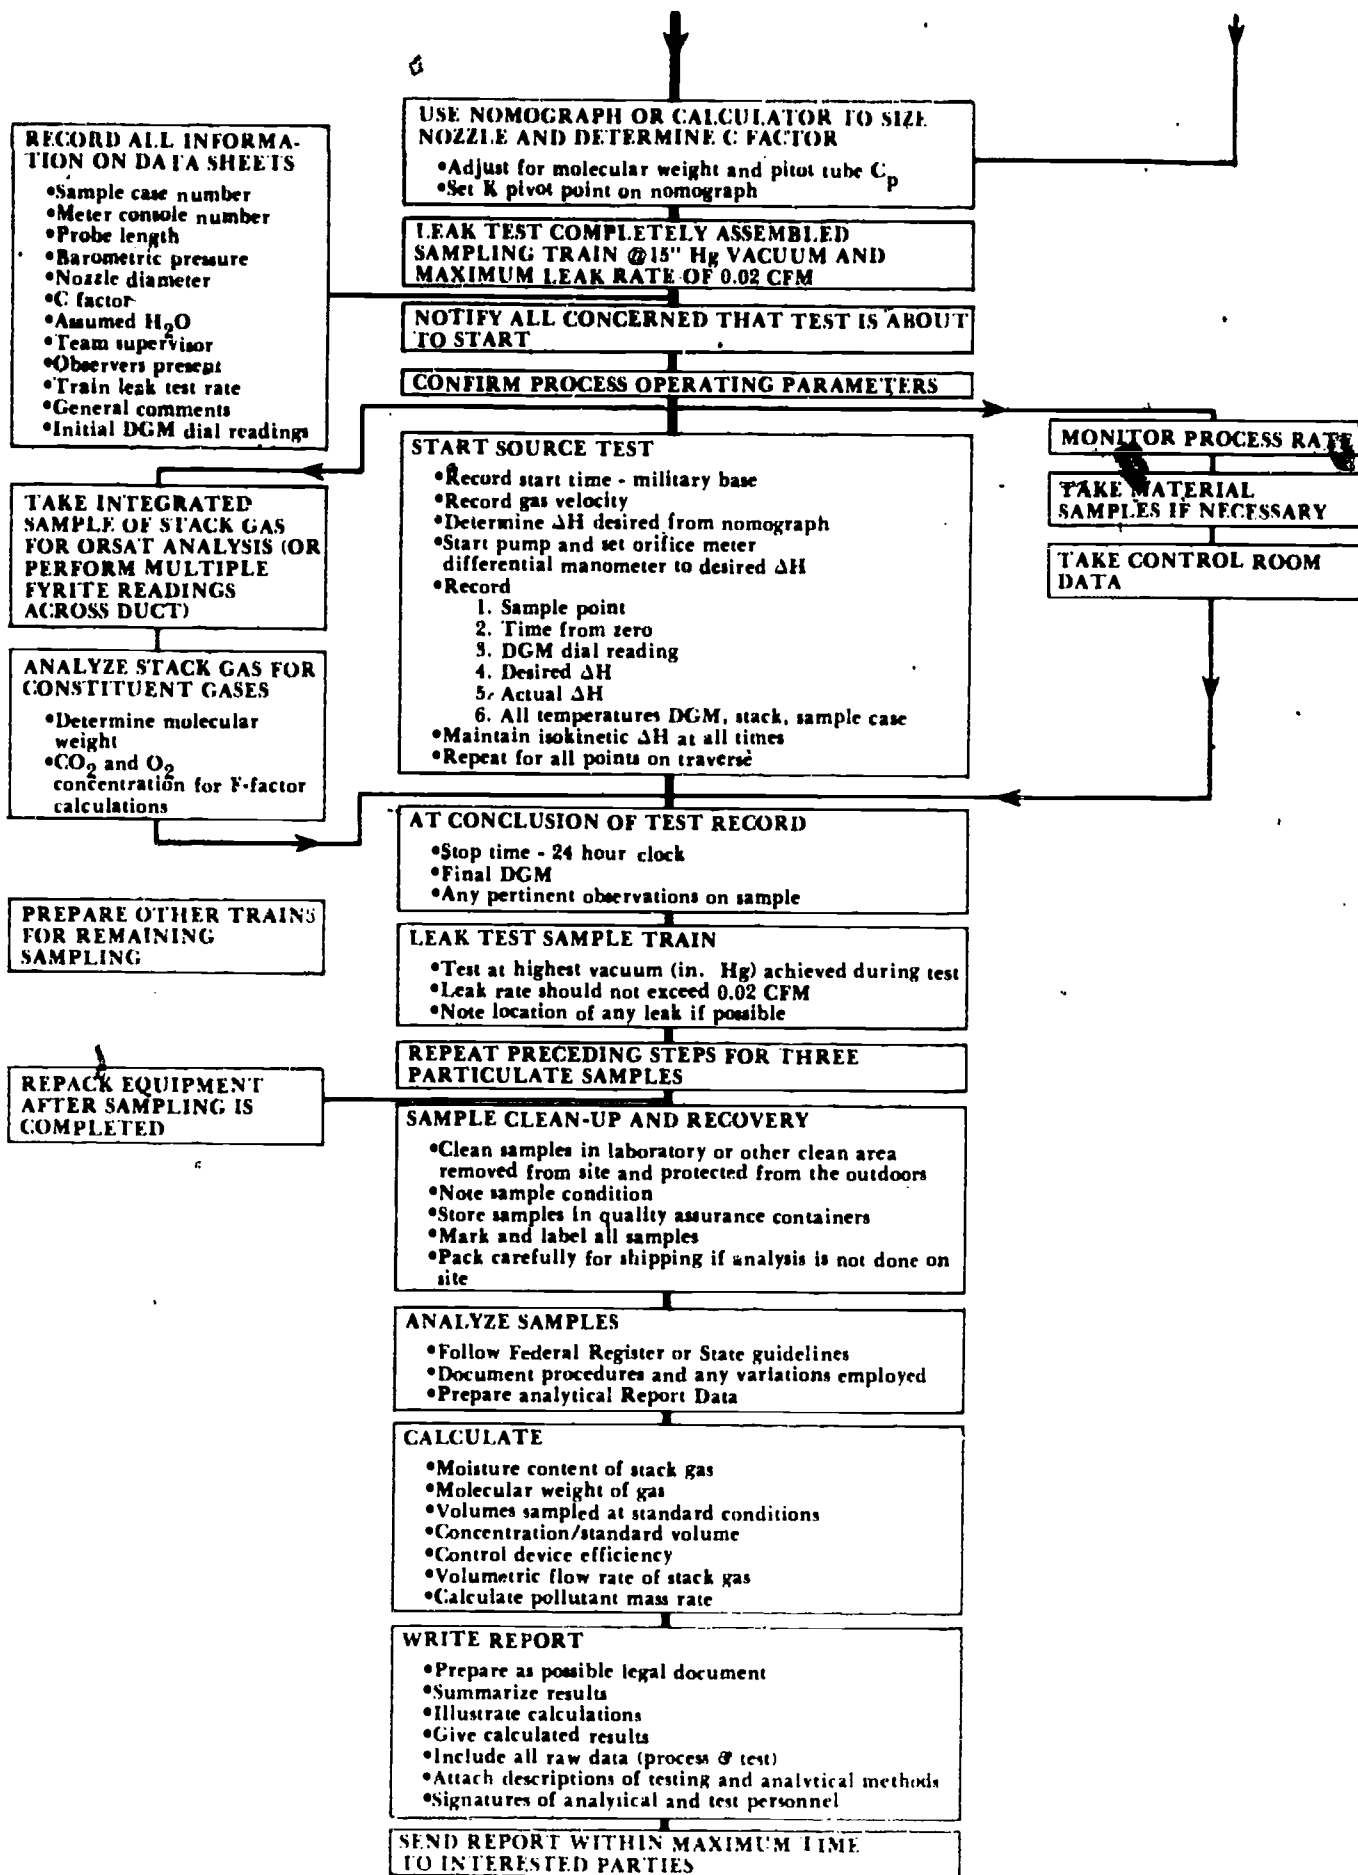 USE NOMOGRAPH OR CALCULATOR TO SIZE
NOZZLE AND DETERMINE C FACTOR
•Adjust for molecular weight and pitot tube Cp
•Set K pivot point on nomograph
RECORD ALL INFORMA-
TION ON DATA SHEETS
•Sample case number
•Meter console number
•Probe length
•Barometric pressure
•Nozzle diameter
•C factor
•Assumed H2O
•Team supervisor
•Observers present
•Train leak test rate
•General comments
•Initial DGM dial readings
LEAK TEST COMPLETELY ASSEMBLED
SAMPLING TRAIN @15" Hg VACUUM AND
MAXIMUM LEAK RATE OF 0.02 CFM
NOTIFY ALL CONCERNED THAT TEST IS ABOUT
TO START
CONFIRM PROCESS OPERATING PARAMETERS
START SOURCE TEST
•Record start time - military base
•Record gas velocity
•Determine ΔH desired from nomograph
•Start pump and set orifice meter
differential manometer to desired ΔH
•Record
1. Sample point
2. Time from zero
3. DGM dial reading
4. Desired ΔH
5. Actual ΔH
6. All temperatures DGM, stack, sample case
•Maintain isokinetic ΔH at all times
•Repeat for all points on traverse
MONITOR PROCESS RATE
TAKE MATERIAL
SAMPLES IF NECESSARY
TAKE CONTROL ROOM
DATA
TAKE INTEGRATED
SAMPLE OF STACK GAS
FOR ORSAT ANALYSIS (OR
PERFORM MULTIPLE
FYRITE READINGS
ACROSS DUCT)
ANALYZE STACK GAS FOR
CONSTITUENT GASES
•Determine molecular
weight
•CO2 and O2
concentration for F-factor
calculations
AT CONCLUSION OF TEST RECORD
•Stop time - 24 hour clock
•Final DGM
•Any pertinent observations on sample
PREPARE OTHER TRAINS
FOR REMAINING
SAMPLING
LEAK TEST SAMPLE TRAIN
•Test at highest vacuum (in. Hg) achieved during test
•Leak rate should not exceed 0.02 CFM
•Note location of any leak if possible
REPEAT PRECEDING STEPS FOR THREE
PARTICULATE SAMPLES
REPACK EQUIPMENT
AFTER SAMPLING IS
COMPLETED
SAMPLE CLEAN-UP AND RECOVERY
•Clean samples in laboratory or other clean area
removed from site and protected from the outdoors
•Note sample condition
•Store samples in quality assurance containers
•Mark and label all samples
•Pack carefully for shipping if analysis is not done on
site
ANALYZE SAMPLES
•Follow Federal Register or State guidelines
•Document procedures and any variations employed
•Prepare analytical Report Data
CALCULATE
•Moisture content of stack gas
•Molecular weight of gas
•Volumes sampled at standard conditions
•Concentration/standard volume
•Control device efficiency
•Volumetric flow rate of stack gas
•Calculate pollutant mass rate
WRITE REPORT
•Prepare as possible legal document
•Summarize results
•Illustrate calculations
•Give calculated results
•Include all raw data (process & test)
•Attach descriptions of testing and analytical methods
•Signatures of analytical and test personnel
SEND REPORT WITHIN MAXIMUM TIME
TO INTERESTED PARTIES